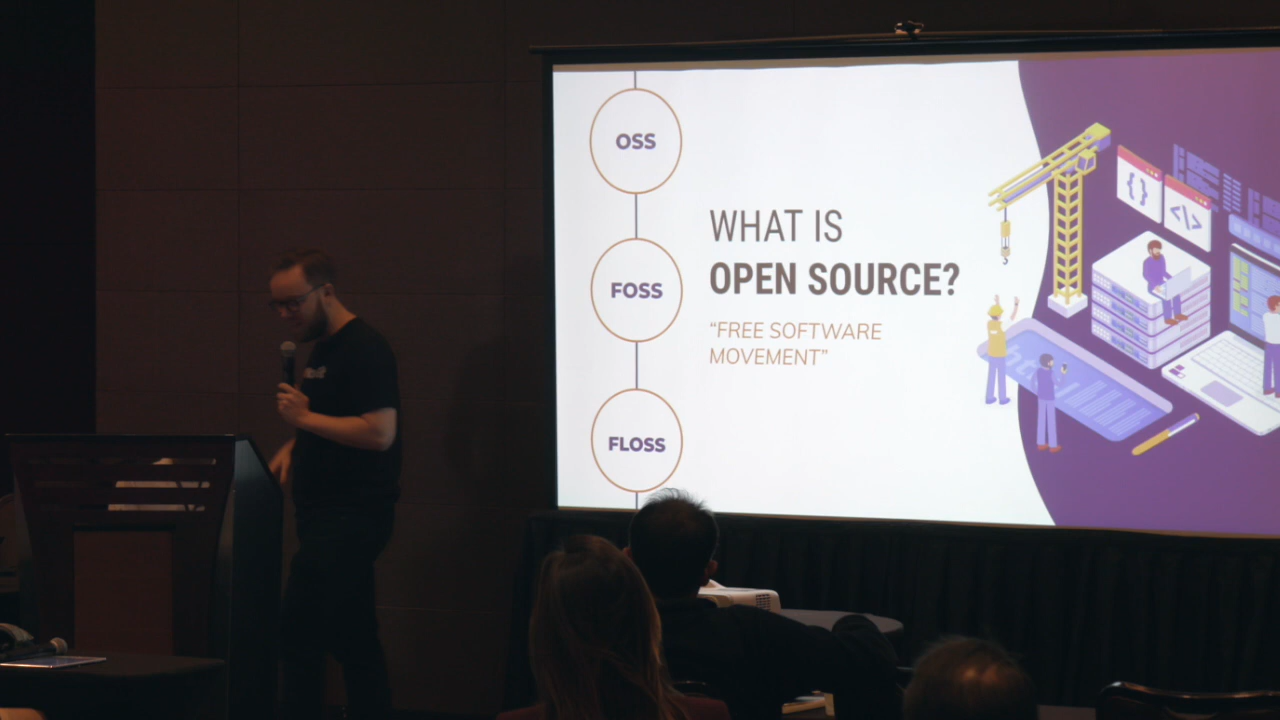 OSS
FOSS
FLOSS
WHAT IS
OPEN SOURCE?
“FREE SOFTWARE
MOVEMENT”
{ }
</>